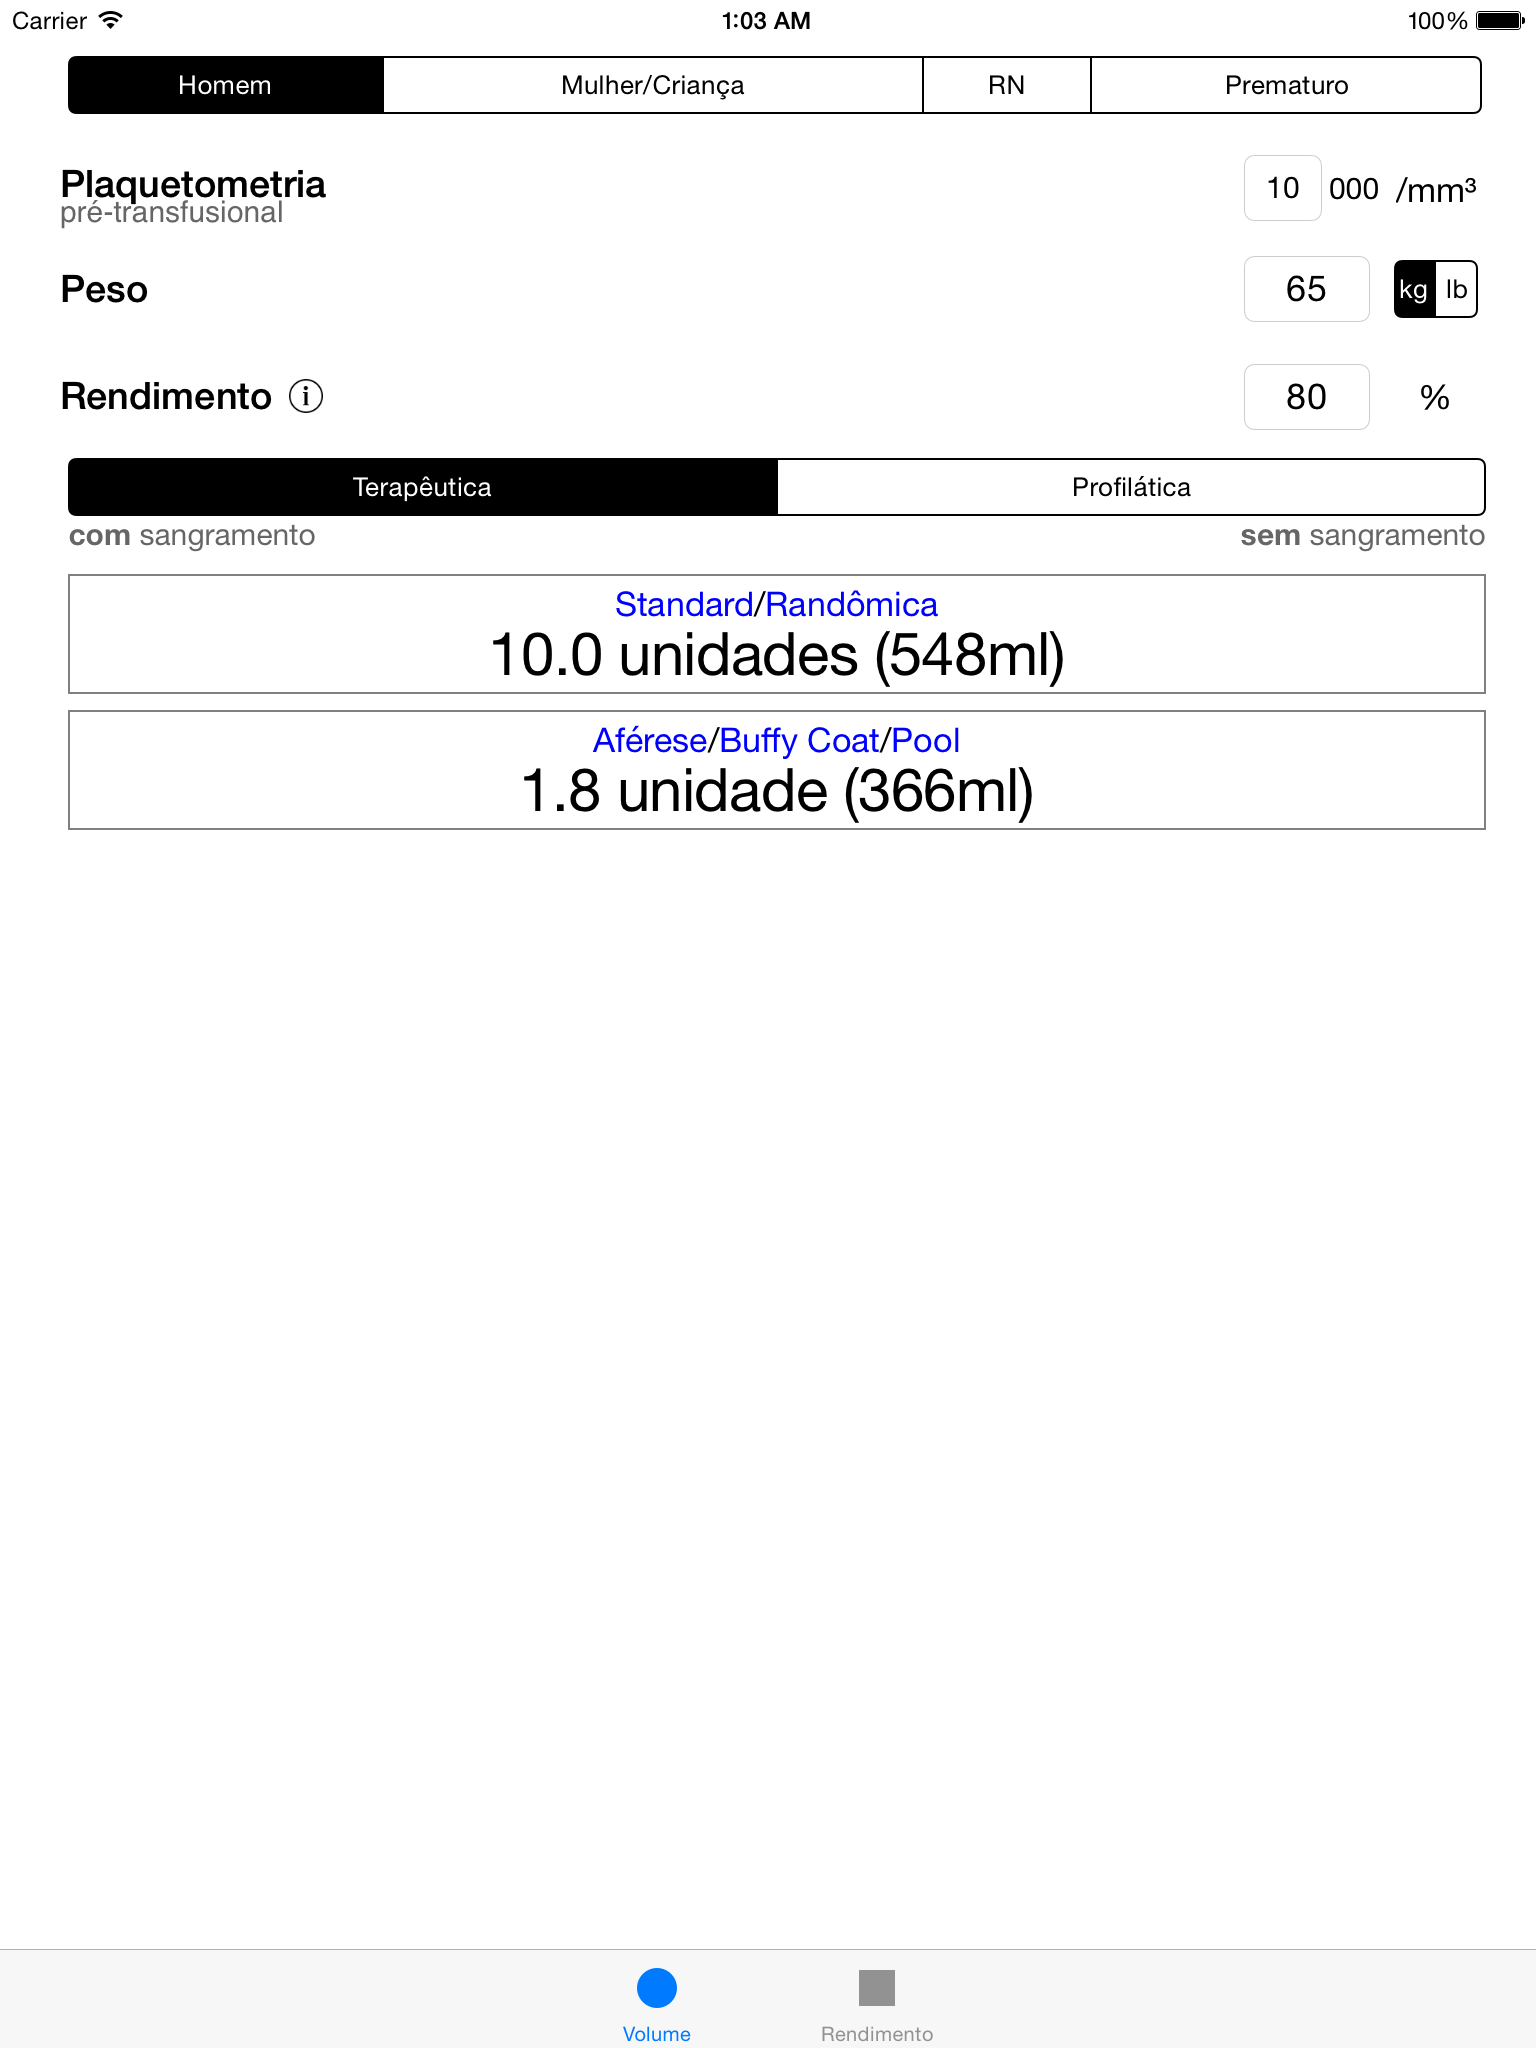 Carrier 1:03 AM 100%
Homem Mulher/Criança RN Prematuro
Plaquetometria 10 000 /mm³
pré-transfusional
Peso 65 kg lb
Rendimento i 80 %
Terapêutica Profilática
com sangramento sem sangramento
Standard/Randômica
10.0 unidades (548ml)
Aférese/Buffy Coat/Pool
1.8 unidade (366ml)
Volume Rendimento